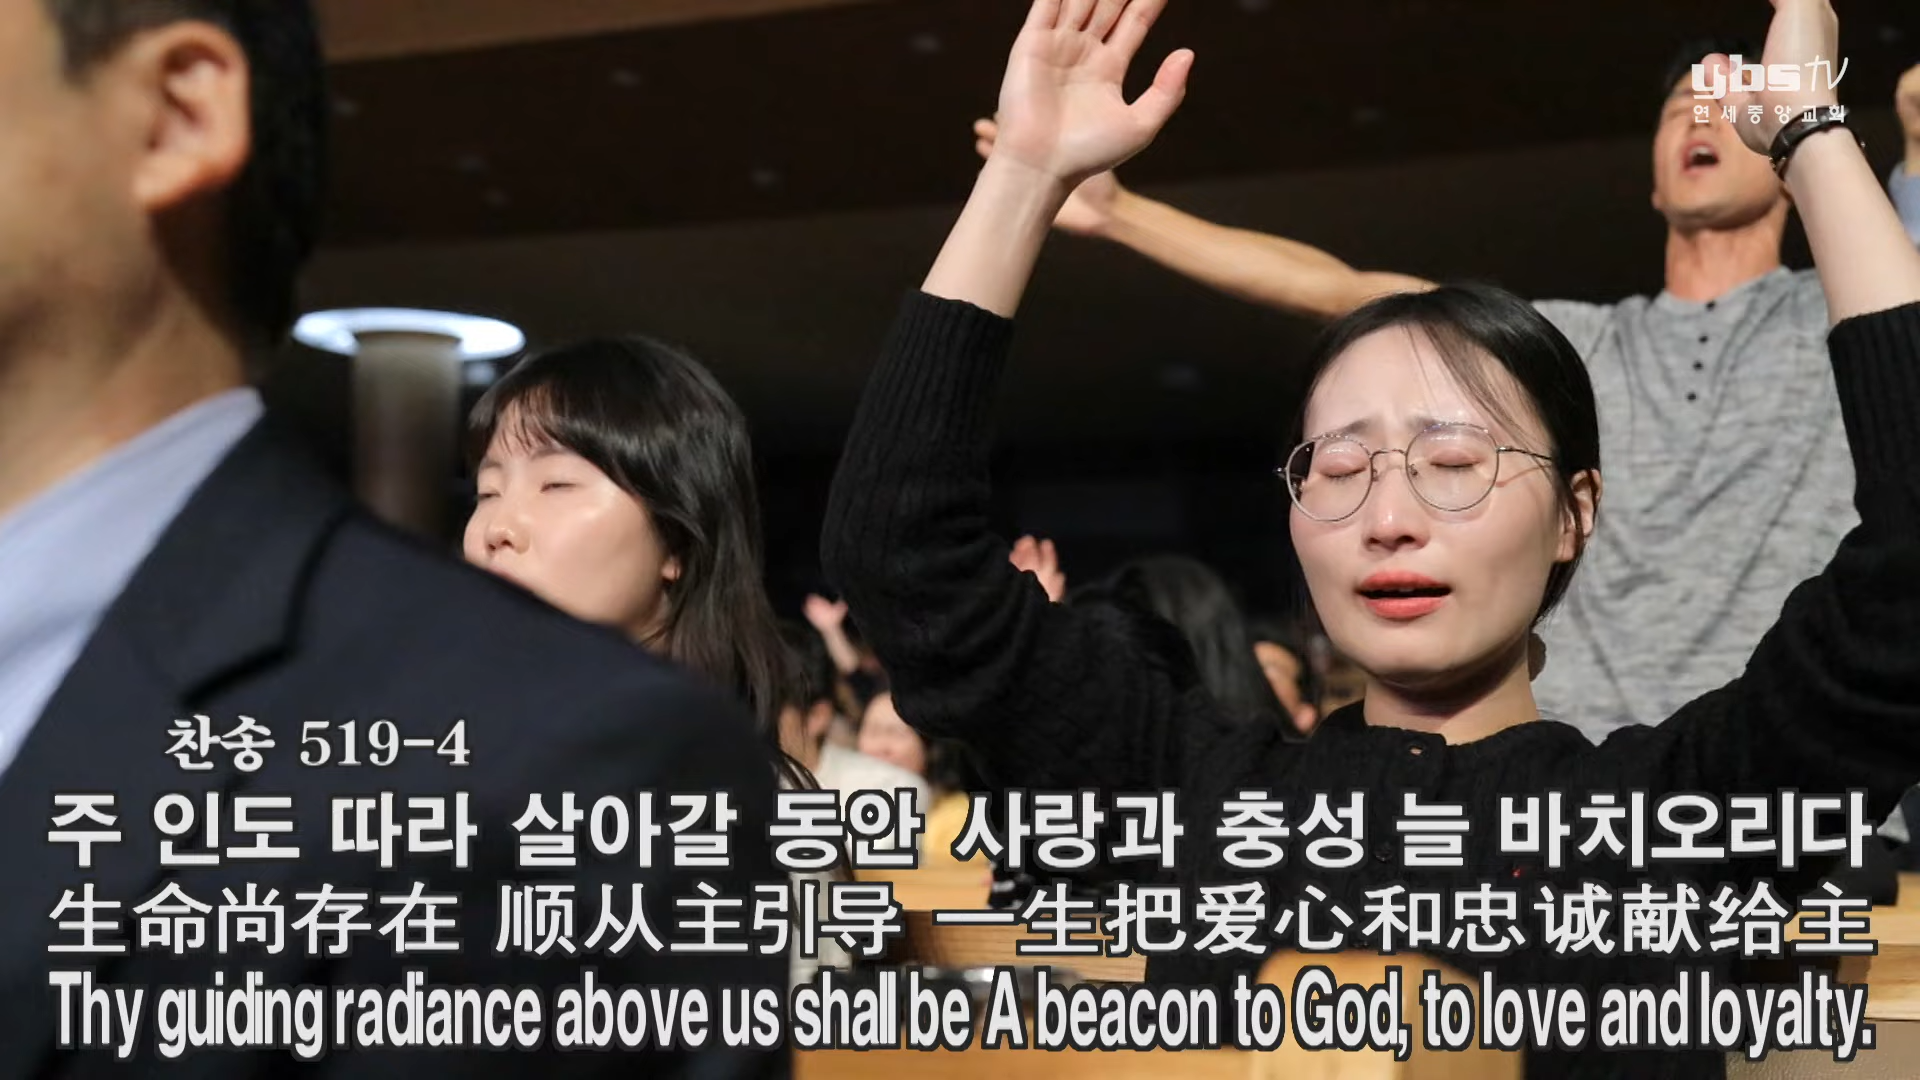 ybstv
연세중앙교회
찬송 519-4
주 인도 따라 살아갈 동안 사랑과 충성 늘 바치오리다
生命尚存在 顺从主引导 一生把爱心和忠诚献给主
Thy guiding radiance above us shall be A beacon to God, to love and loyalty.